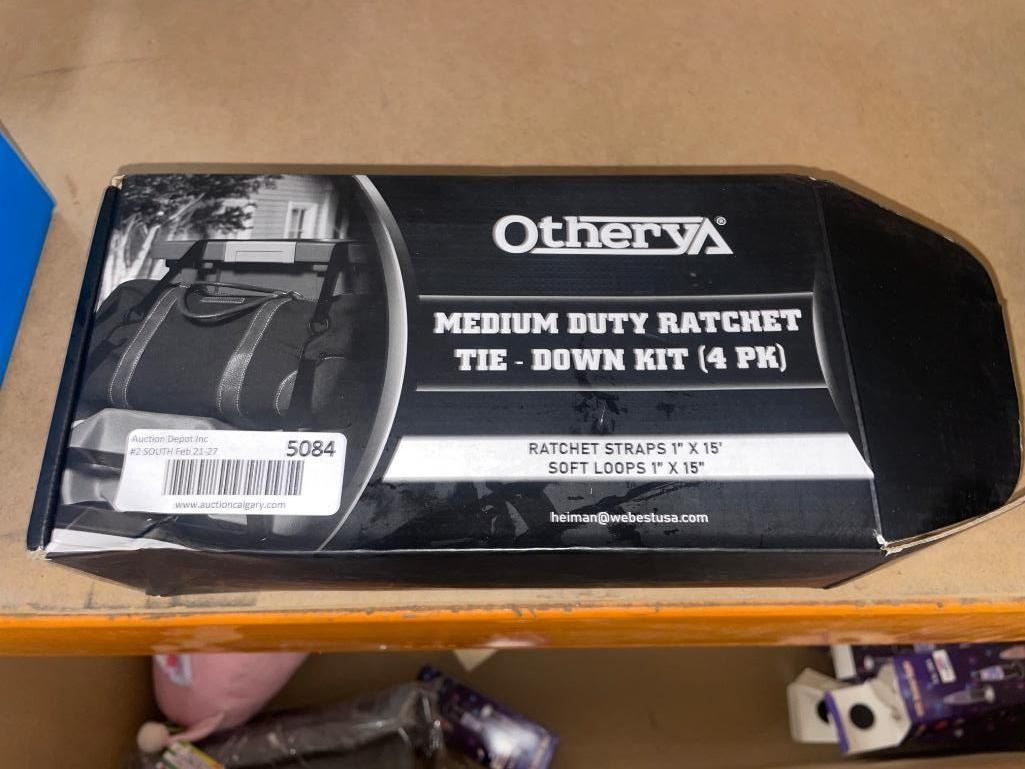 OtheryA®
MEDIUM DUTY RATCHET
TIE - DOWN KIT (4 PK)
RATCHET STRAPS 1" X 15'
SOFT LOOPS 1" X 15"
heiman@webestusa.com
Auction Depot Inc
#2 SOUTH Feb 21-27
5084
www.auctioncalgary.com